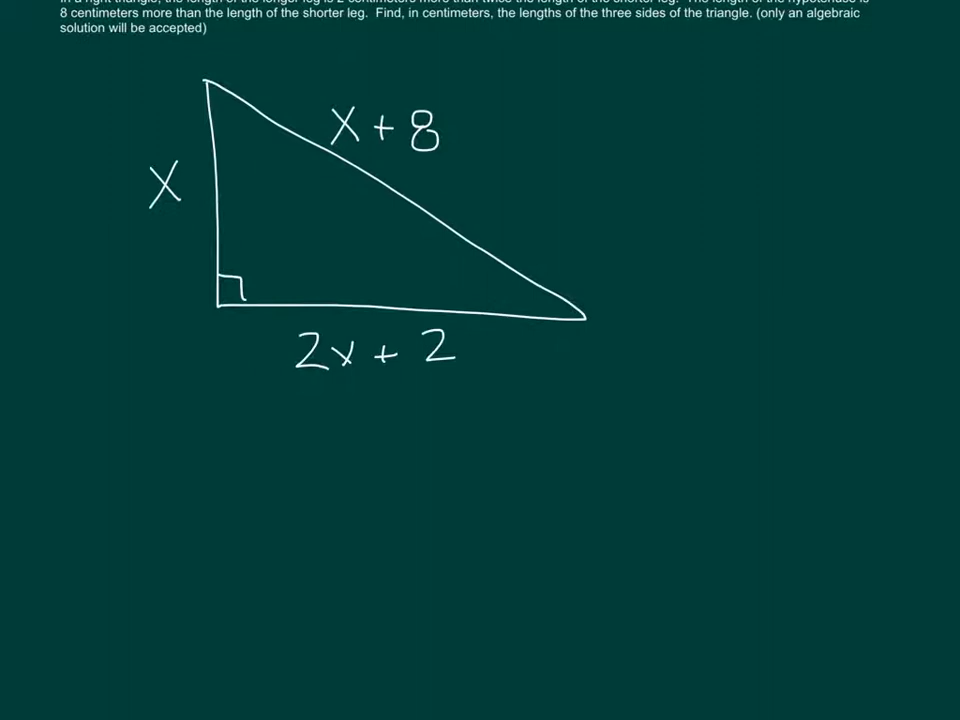 In a right triangle, the length of the longer leg is 2 centimeters more than twice the length of the shorter leg. The length of the hypotenuse is
8 centimeters more than the length of the shorter leg. Find, in centimeters, the lengths of the three sides of the triangle. (only an algebraic
solution will be accepted)
x + 8
x
2x + 2